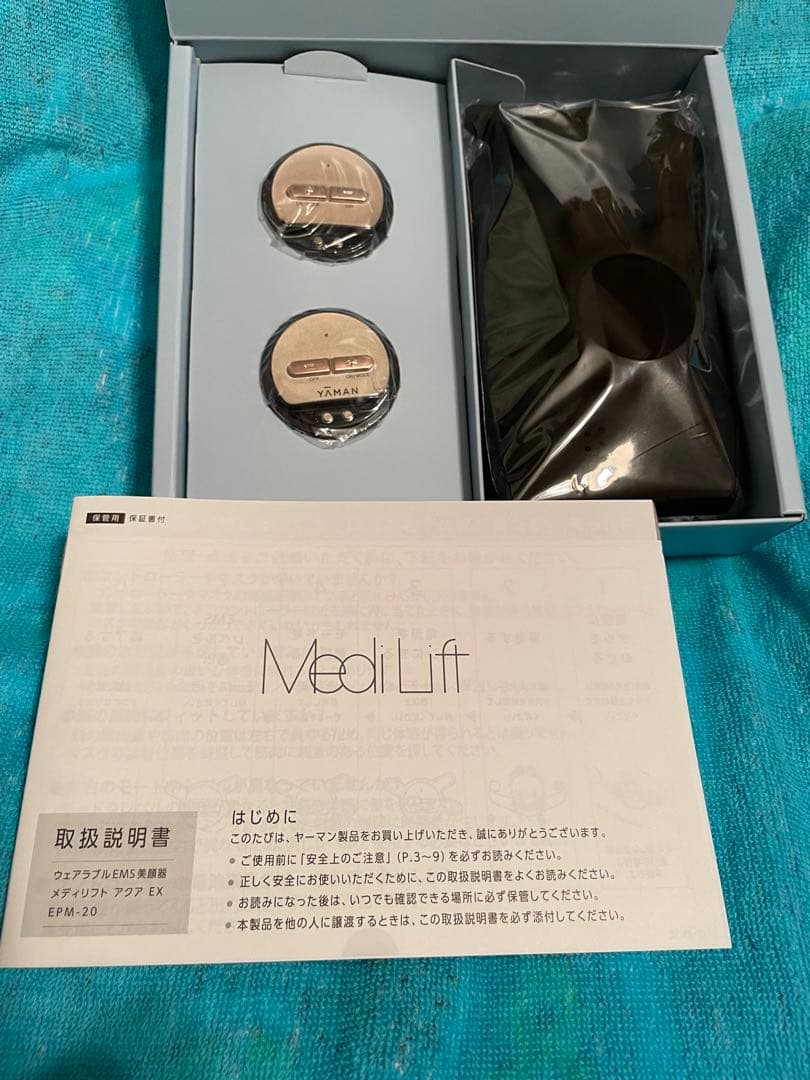 OFF
OFF
ON/MODE
YĀMAN
保管用 保証書付
Medi Lift
取扱説明書
ウェアラブルEMS美顔器
メディリフト アクア EX
EPM-20
はじめに
このたびは、ヤーマン製品をお買い上げいただき、誠にありがとうございます。
● ご使用前に「安全上のご注意」(P.3〜9)を必ずお読みください。
● 正しく安全にお使いいただくために、この取扱説明書をよくお読みください。
● お読みになった後は、いつでも確認できる場所に必ず保管してください。
● 本製品を他の人に譲渡するときは、この取扱説明書を必ず添付してください。